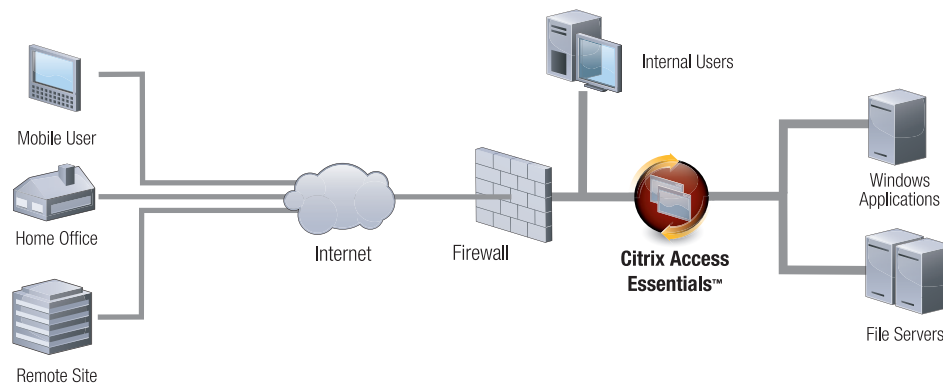 Mobile User
Home Office
Remote Site
Internet
Firewall
Internal Users
Citrix Access
Essentials™
Windows
Applications
File Servers